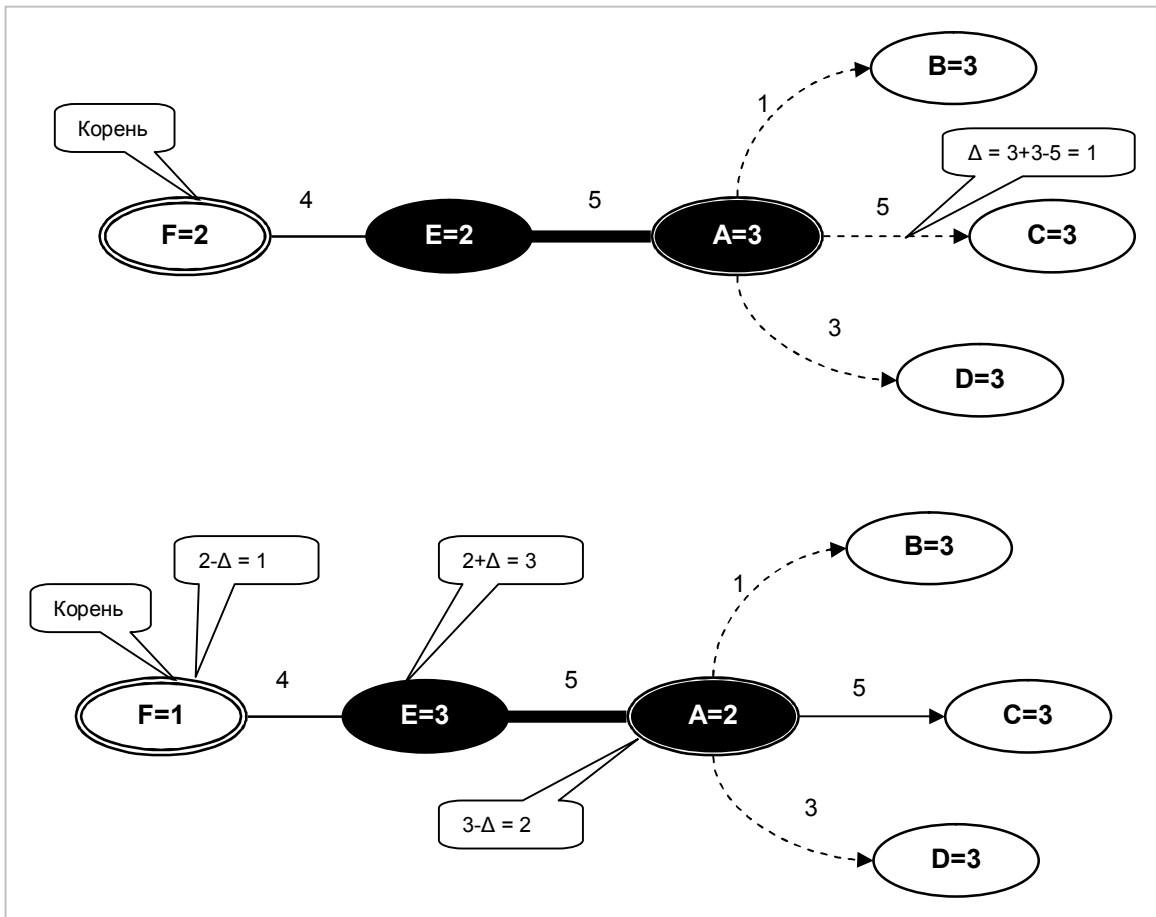 B=3
1
Корень
Δ = 3+3-5 = 1
4
5
5
F=2
E=2
A=3
C=3
3
D=3
2-Δ = 1
2+Δ = 3
B=3
1
Корень
4
5
5
F=1
E=3
A=2
C=3
3-Δ = 2
3
D=3